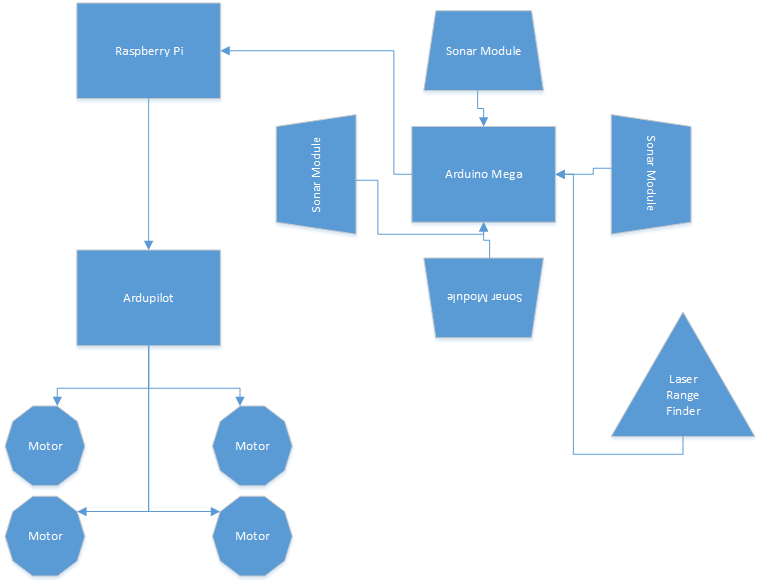 Raspberry Pi
Sonar Module
Sonar Module
Arduino Mega
Sonar Module
Sonar Module
Ardupilot
Laser
Range
Finder
Motor
Motor
Motor
Motor